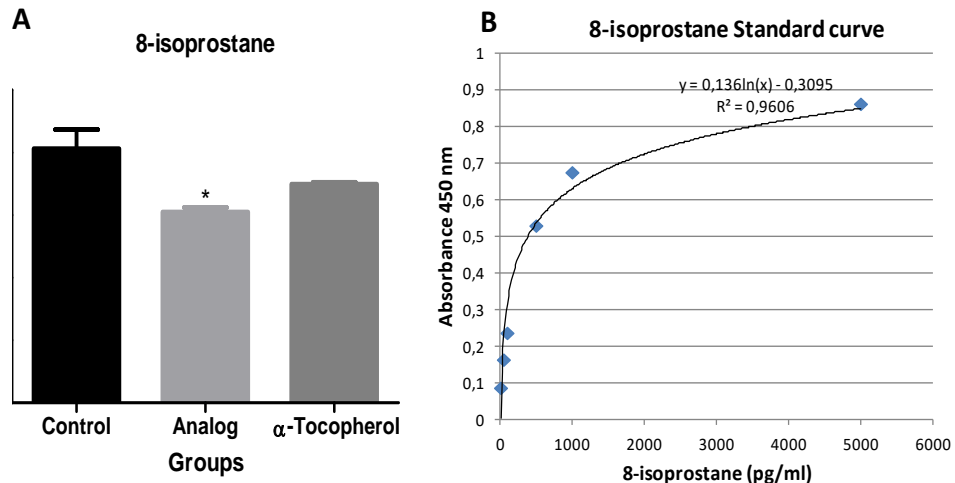 A
8-isoprostane
*
Control
Analog
α-Tocopherol
Groups
B
8-isoprostane Standard curve
y = 0,136ln(x) - 0,3095
R² = 0,9606
Absorbance 450 nm
1
0,9
0,8
0,7
0,6
0,5
0,4
0,3
0,2
0,1
0
0 1000 2000 3000 4000 5000 6000
8-isoprostane (pg/ml)